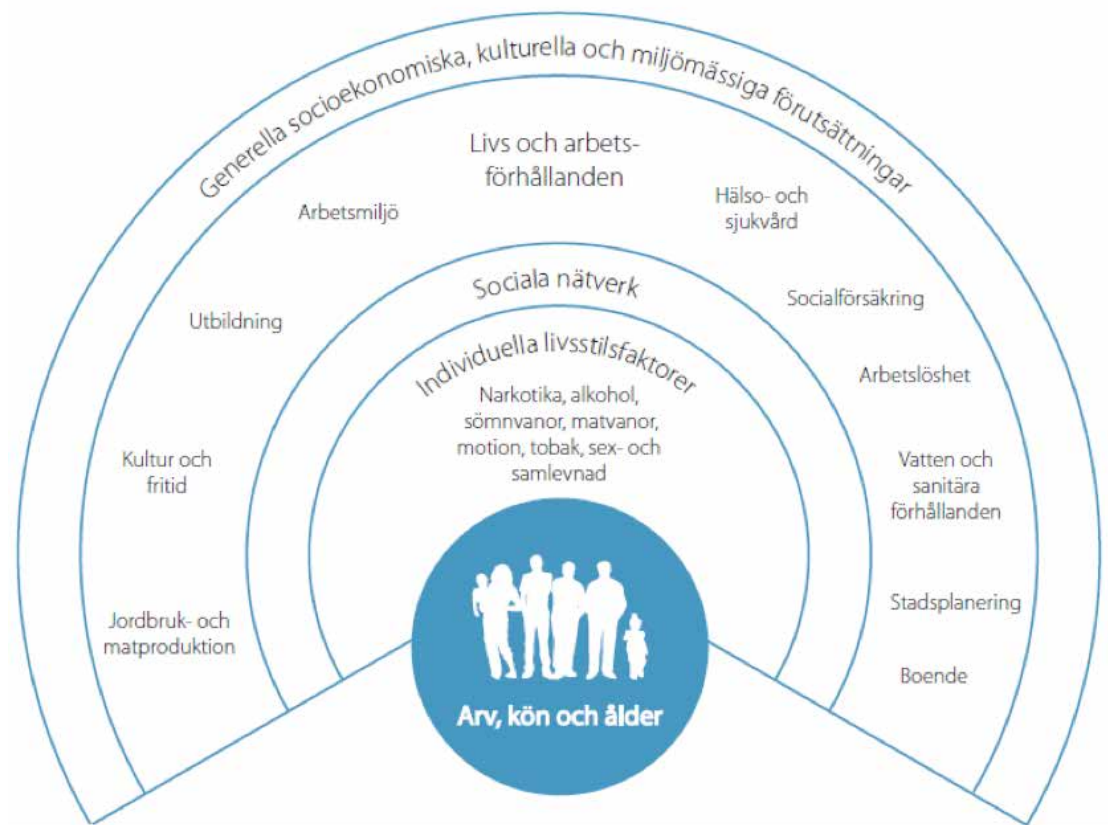 Generella socioekonomiska, kulturella och miljömässiga förutsättningar
Livs och arbets-
förhållanden
Arbetsmiljö
Hälso- och
sjukvård
Utbildning
Socialförsäkring
Kultur och
fritid
Arbetslöshet
Jordbruk- och
matproduktion
Vatten och
sanitära
förhållanden
Stadsplanering
Boende
Sociala nätverk
Individuella livsstilsfaktorer
Narkotika, alkohol,
sömnvanor, matvanor,
motion, tobak, sex- och
samlevnad
Arv, kön och ålder